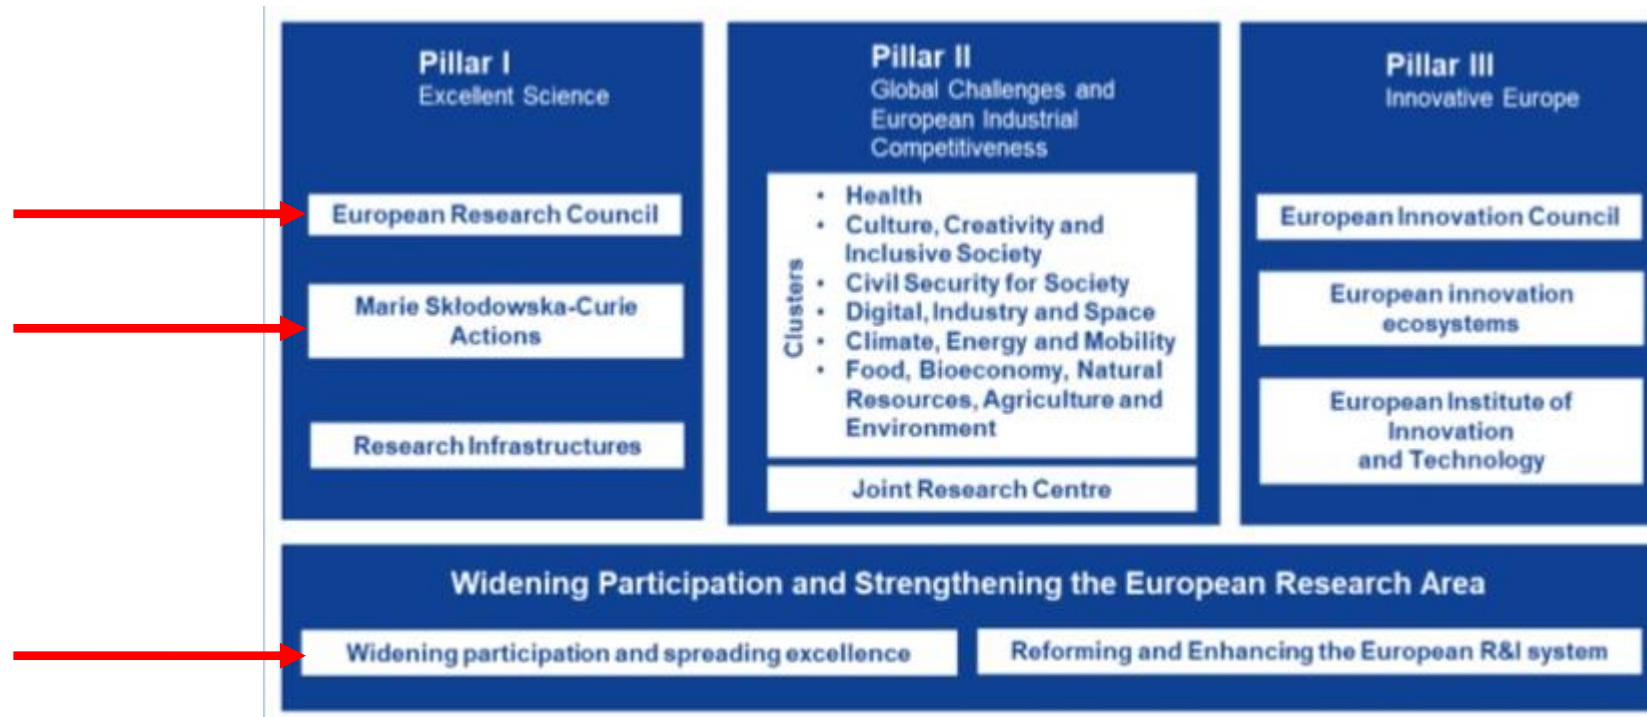 Pillar I
Excellent Science
European Research Council
Marie Skłodowska-Curie
Actions
Research Infrastructures
Pillar II
Global Challenges and
European Industrial
Competitiveness
Clusters
• Health
• Culture, Creativity and
Inclusive Society
• Civil Security for Society
• Digital, Industry and Space
• Climate, Energy and Mobility
• Food, Bioeconomy, Natural
Resources, Agriculture and
Environment
Joint Research Centre
Pillar III
Innovative Europe
European Innovation Council
European innovation
ecosystems
European Institute of
Innovation
and Technology
Widening Participation and Strengthening the European Research Area
Widening participation and spreading excellence
Reforming and Enhancing the European R&I system